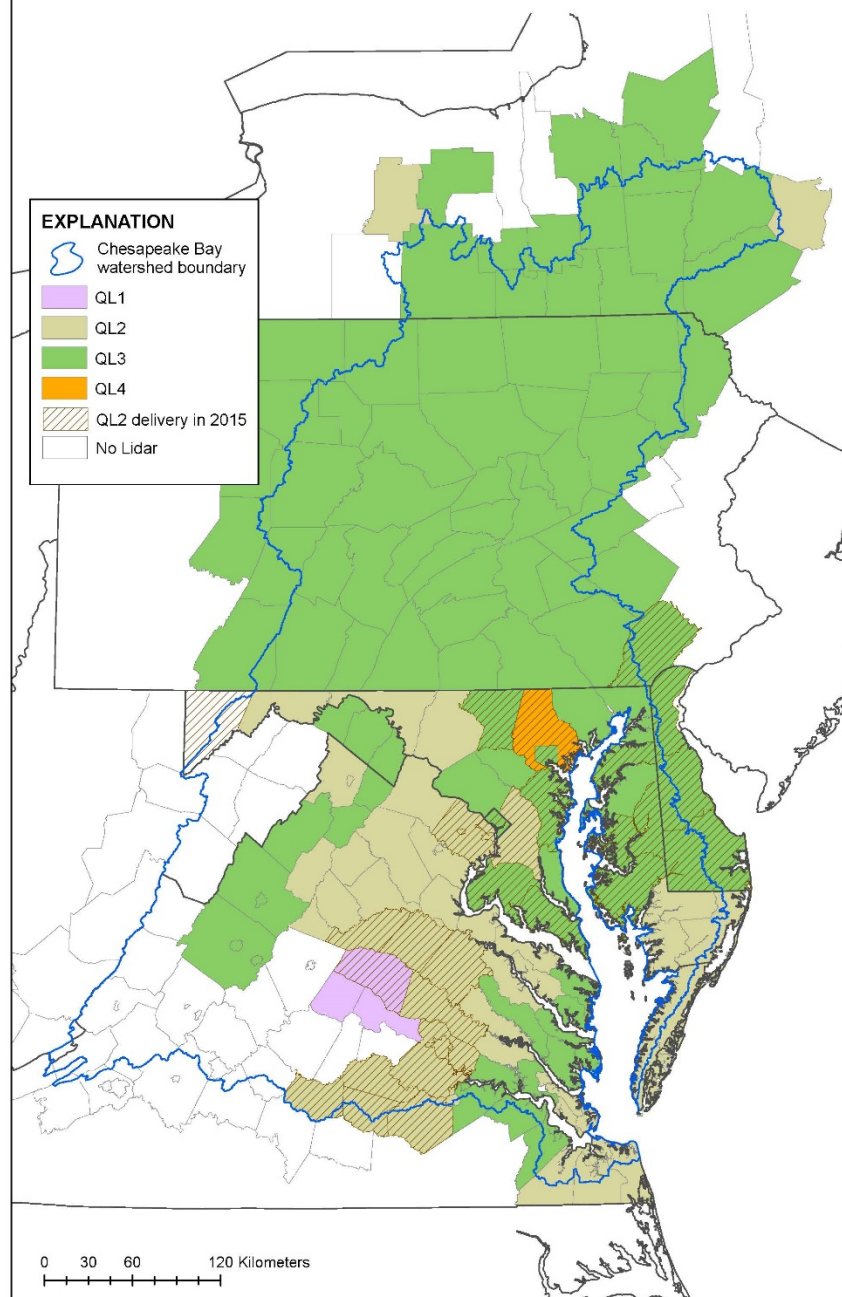 EXPLANATION
Chesapeake Bay
watershed boundary
QL1
QL2
QL3
QL4
QL2 delivery in 2015
No Lidar
0 30 60 120 Kilometers